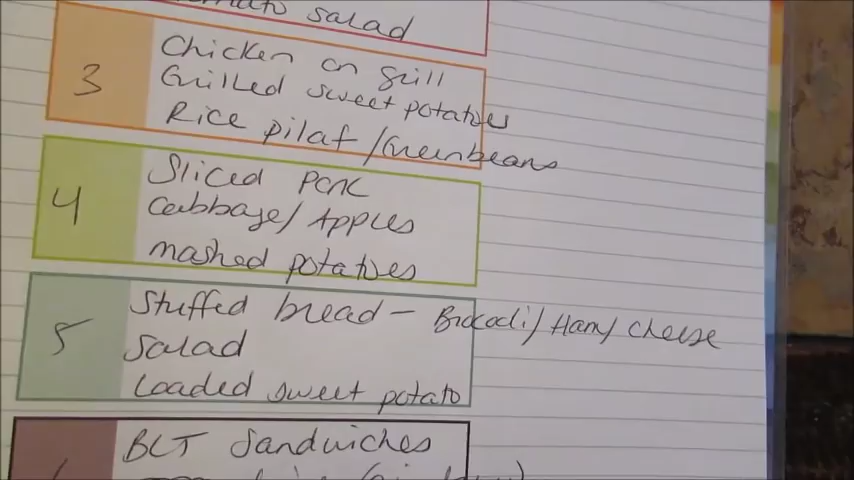 salad
3
Chicken on grill
Grilled sweet potatoes
Rice pilaf/Greenbeans
4
Sliced pork
Cabbage/Apples
mashed potatoes
5
Stuffed bread - Broccoli/Ham/cheese
Salad
Loaded sweet potato
BLT Sandwiches